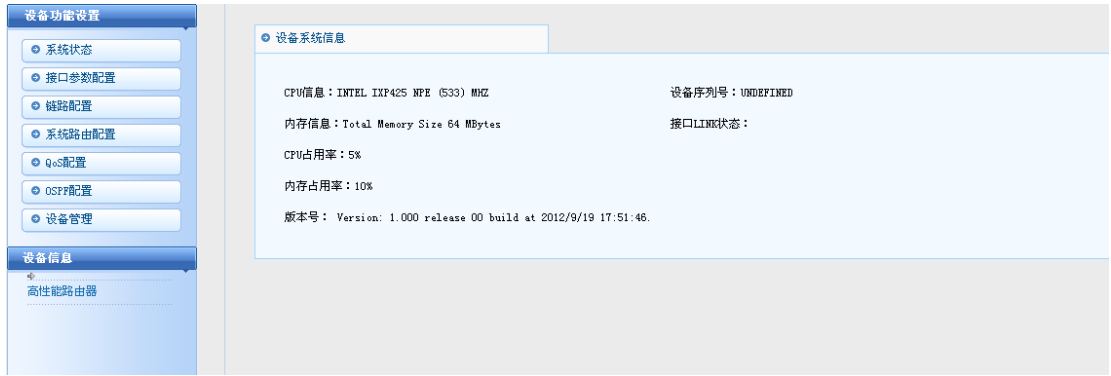 设备功能设置
系统状态
接口参数配置
链路配置
系统路由配置
QoS配置
OSPF配置
设备管理
设备信息
高性能路由器
设备系统信息
CPU信息：INTEL IXP425 NPE (533) MHZ
设备序列号：UNDEFINED
内存信息：Total Memory Size 64 MBytes
接口LINK状态：
CPU占用率：5%
内存占用率：10%
版本号： Version: 1.000 release 00 build at 2012/9/19 17:51:46.